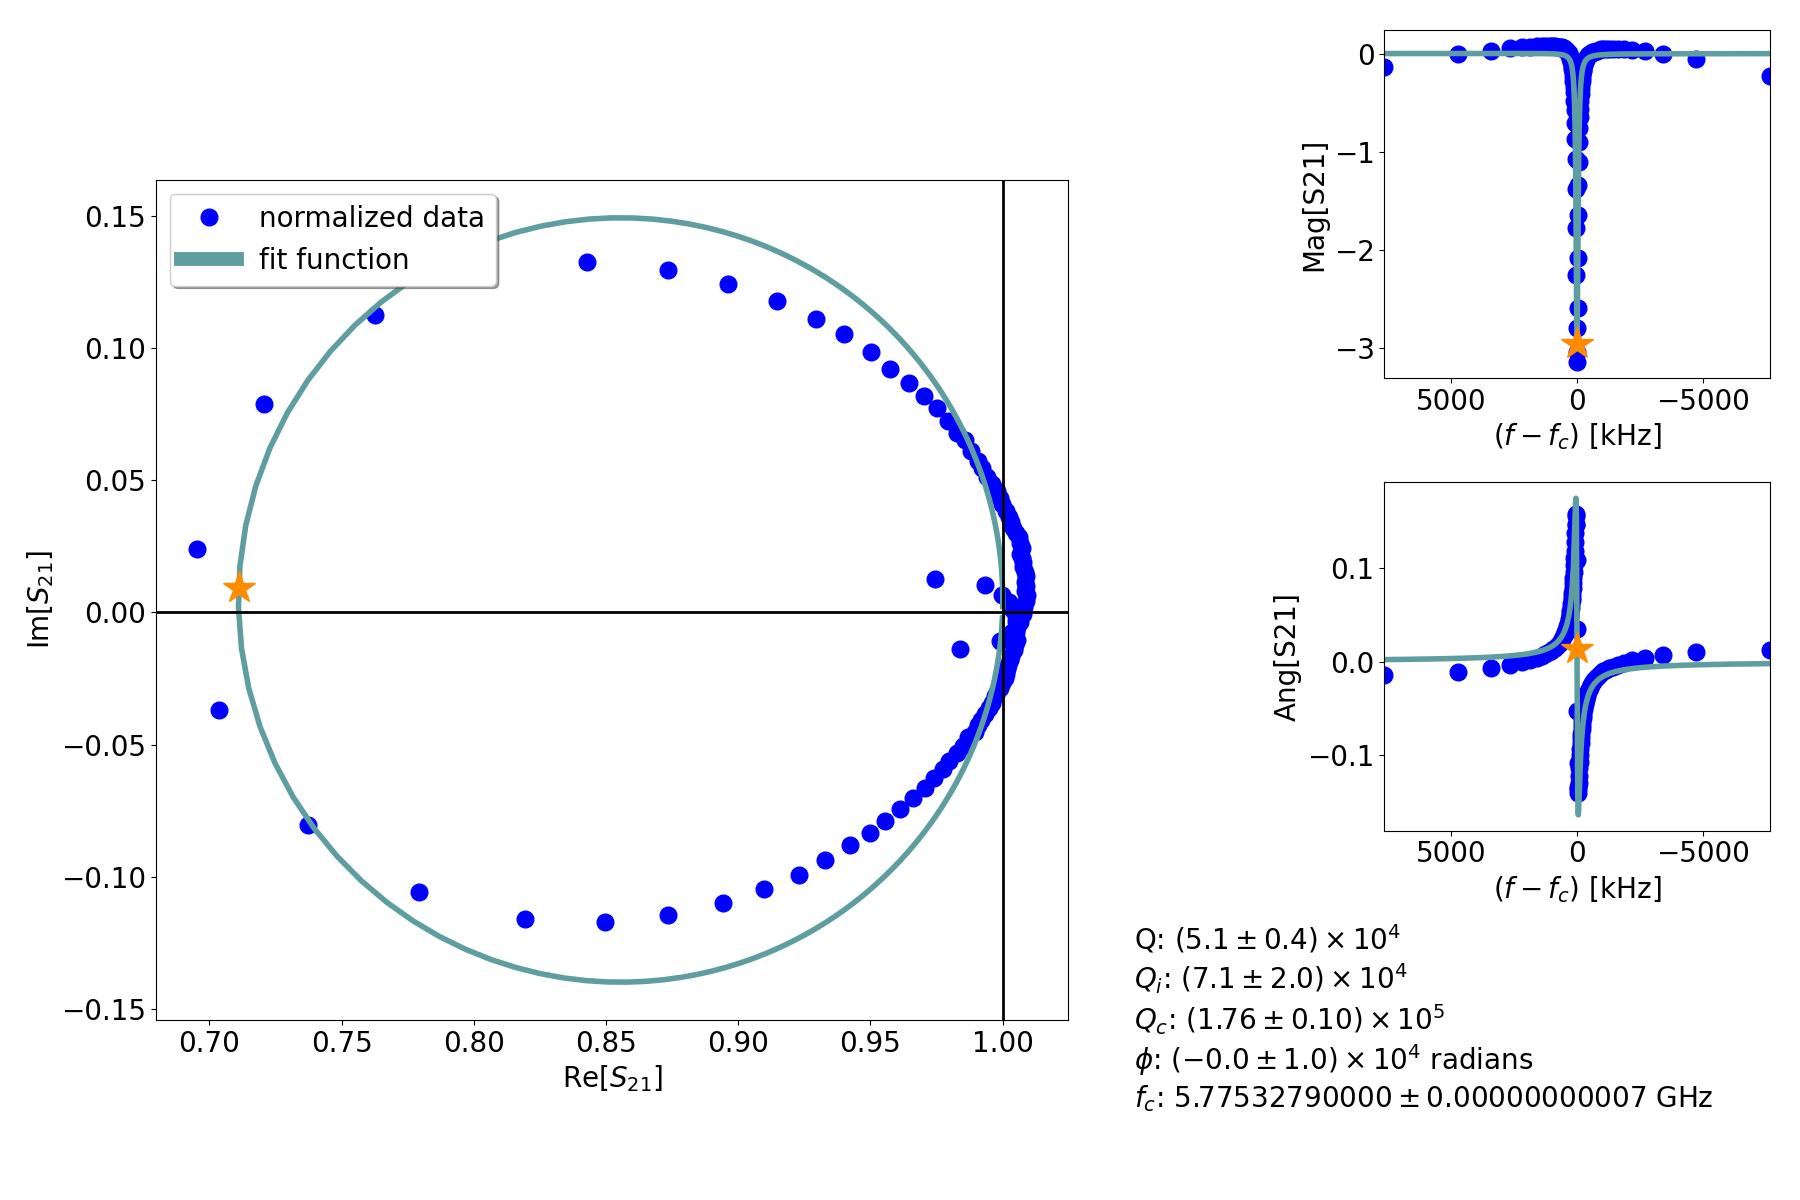 normalized data
fit function
0.15
0.10
0.05
0.00
−0.05
−0.10
−0.15
Im[S21]
0.70 0.75 0.80 0.85 0.90 0.95 1.00
Re[S21]
0
−1
−2
−3
Mag[S21]
5000 0 −5000
(f − fc) [kHz]
0.1
0.0
−0.1
Ang[S21]
5000 0 −5000
(f − fc) [kHz]
Q: (5.1 ± 0.4) × 10^4
Qi: (7.1 ± 2.0) × 10^4
Qc: (1.76 ± 0.10) × 10^5
ϕ: (−0.0 ± 1.0) × 10^4 radians
fc: 5.77532790000 ± 0.00000000007 GHz